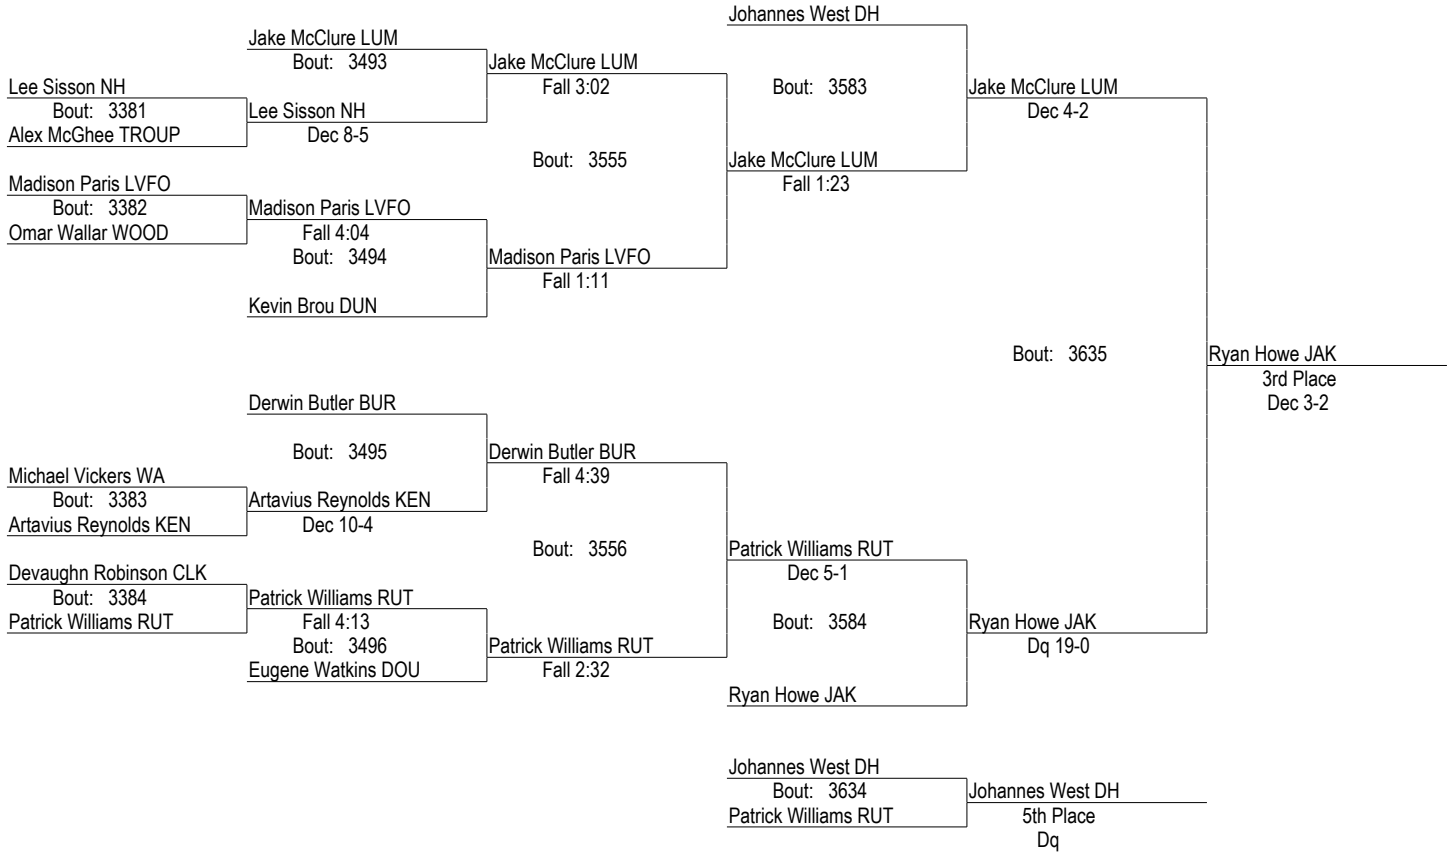 Johannes West DH
Jake McClure LUM
Bout: 3493
Jake McClure LUM
Fall 3:02
Bout: 3583
Lee Sisson NH
Bout: 3381
Alex McGhee TROUP
Lee Sisson NH
Dec 8-5
Jake McClure LUM
Dec 4-2
Bout: 3555
Jake McClure LUM
Fall 1:23
Madison Paris LVFO
Bout: 3382
Omar Wallar WOOD
Madison Paris LVFO
Fall 4:04
Bout: 3494
Madison Paris LVFO
Fall 1:11
Kevin Brou DUN
Bout: 3635
Ryan Howe JAK
3rd Place
Dec 3-2
Derwin Butler BUR
Bout: 3495
Derwin Butler BUR
Fall 4:39
Michael Vickers WA
Bout: 3383
Artavius Reynolds KEN
Artavius Reynolds KEN
Dec 10-4
Bout: 3556
Patrick Williams RUT
Dec 5-1
Devaughn Robinson CLK
Bout: 3384
Patrick Williams RUT
Patrick Williams RUT
Fall 4:13
Bout: 3496
Eugene Watkins DOU
Patrick Williams RUT
Fall 2:32
Bout: 3584
Ryan Howe JAK
Dq 19-0
Ryan Howe JAK
Johannes West DH
Bout: 3634
Patrick Williams RUT
Johannes West DH
5th Place
Dq